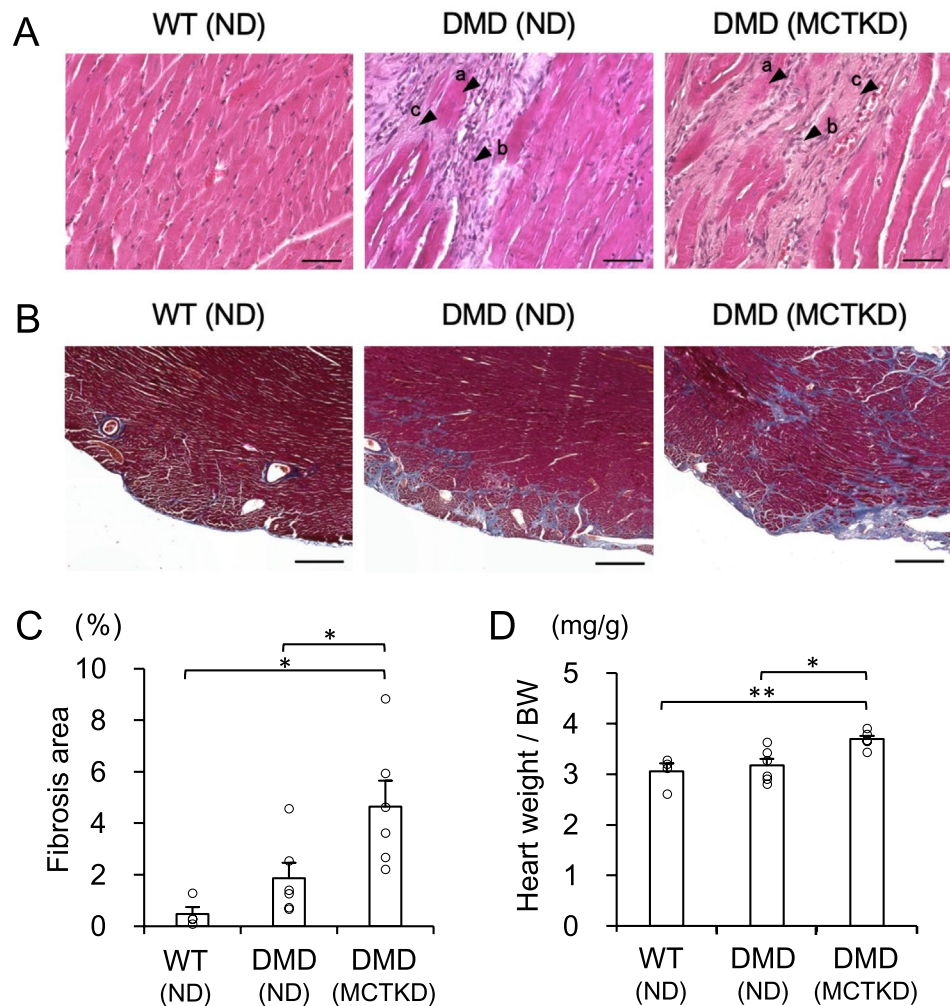 A
WT (ND)
DMD (ND)
DMD (MCTKD)
a
c
b
a
c
b
B
WT (ND)
DMD (ND)
DMD (MCTKD)
C
(%)
Fibrosis area
10
8
6
4
2
0
*
*
WT
(ND)
DMD
(ND)
DMD
(MCTKD)
D
(mg/g)
Heart weight / BW
5
4
3
2
1
0
*
**
WT
(ND)
DMD
(ND)
DMD
(MCTKD)